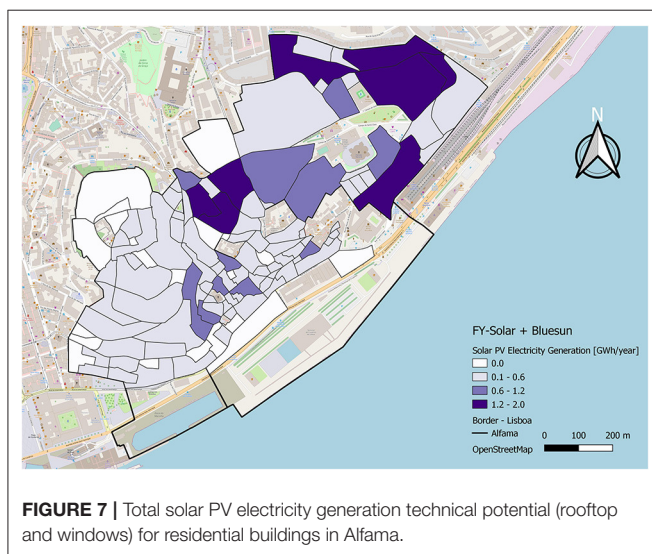 N
FY-Solar + Bluesun
Solar PV Electricity Generation [GWh/year]
0.0
0.1 - 0.6
0.6 - 1.2
1.2 - 2.0
Border - Lisboa
Alfama
OpenStreetMap
0 100 200 m
FIGURE 7 | Total solar PV electricity generation technical potential (rooftop
and windows) for residential buildings in Alfama.